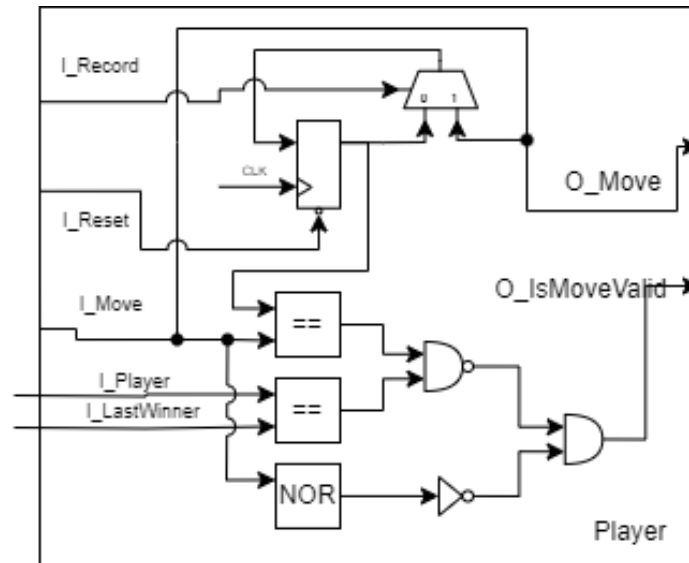 I_Record
0 1
CLK
O_Move
I_Reset
I_Move
O_IsMoveValid
==
I_Player
I_LastWinner
==
NOR
Player